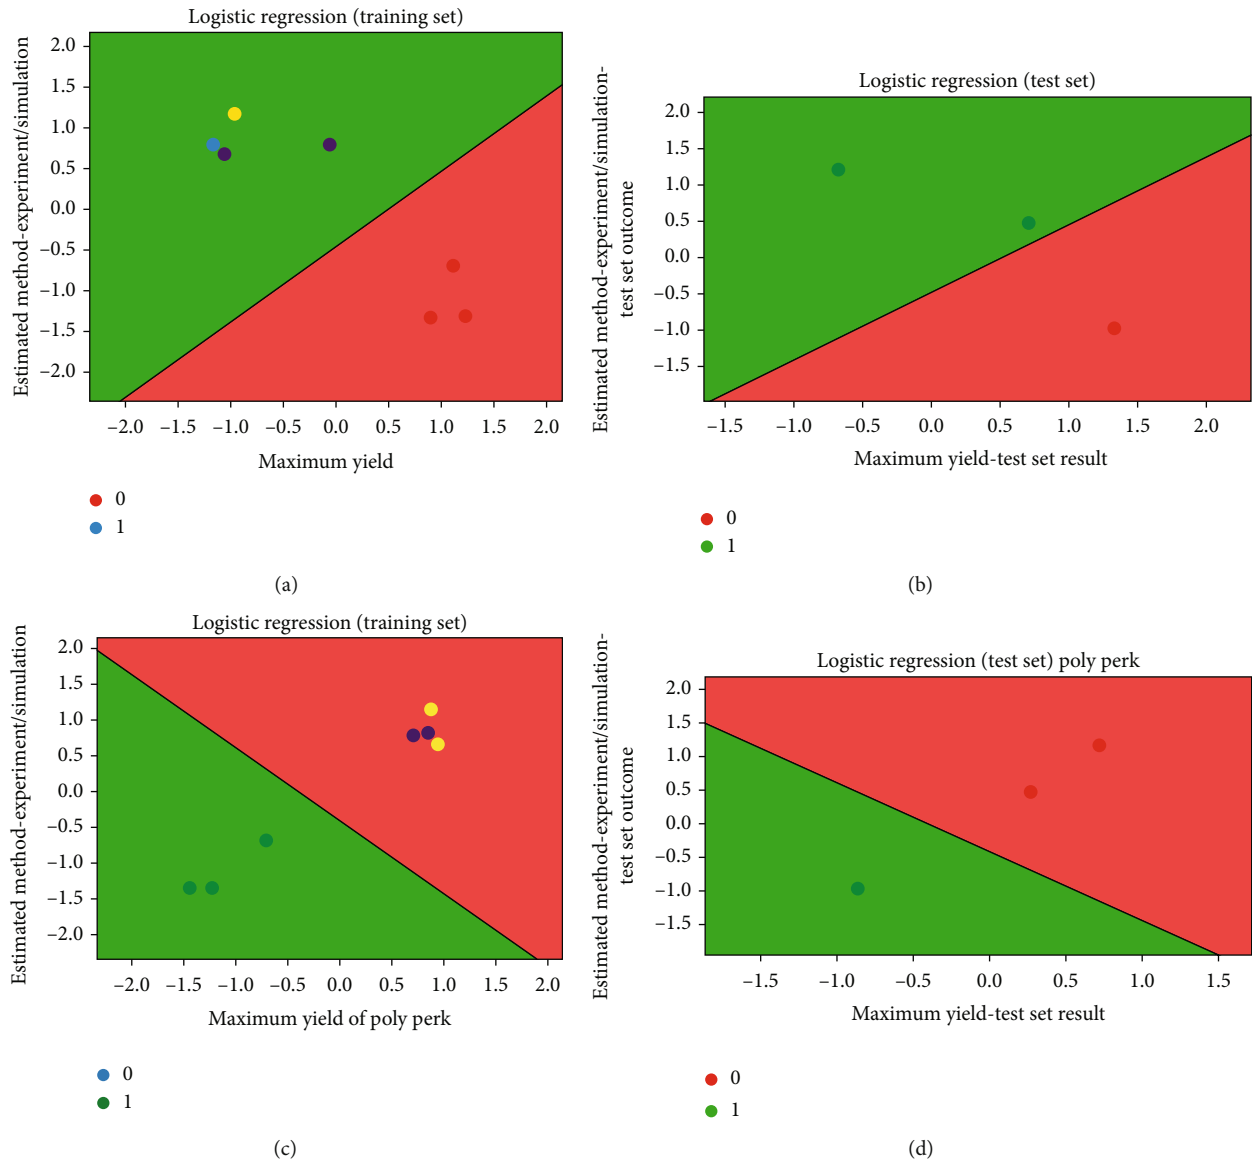 Logistic regression (training set)
Estimated method-experiment/simulation
2.0
1.5
1.0
0.5
0.0
−0.5
−1.0
−1.5
−2.0
−2.0 −1.5 −1.0 −0.5 0.0 0.5 1.0 1.5 2.0
Maximum yield
0
1
(a)
Logistic regression (test set)
Estimated method-experiment/simulation-
test set outcome
2.0
1.5
1.0
0.5
0.0
−0.5
−1.0
−1.5
−1.5 −1.0 −0.5 0.0 0.5 1.0 1.5 2.0
Maximum yield-test set result
0
1
(b)
Logistic regression (training set)
Estimated method-experiment/simulation
2.0
1.5
1.0
0.5
0.0
−0.5
−1.0
−1.5
−2.0
−2.0 −1.5 −1.0 −0.5 0.0 0.5 1.0 1.5 2.0
Maximum yield of poly perk
0
1
(c)
Logistic regression (test set) poly perk
Estimated method-experiment/simulation-
test set outcome
2.0
1.5
1.0
0.5
0.0
−0.5
−1.0
−1.5
−1.5 −1.0 −0.5 0.0 0.5 1.0 1.5
Maximum yield-test set result
0
1
(d)